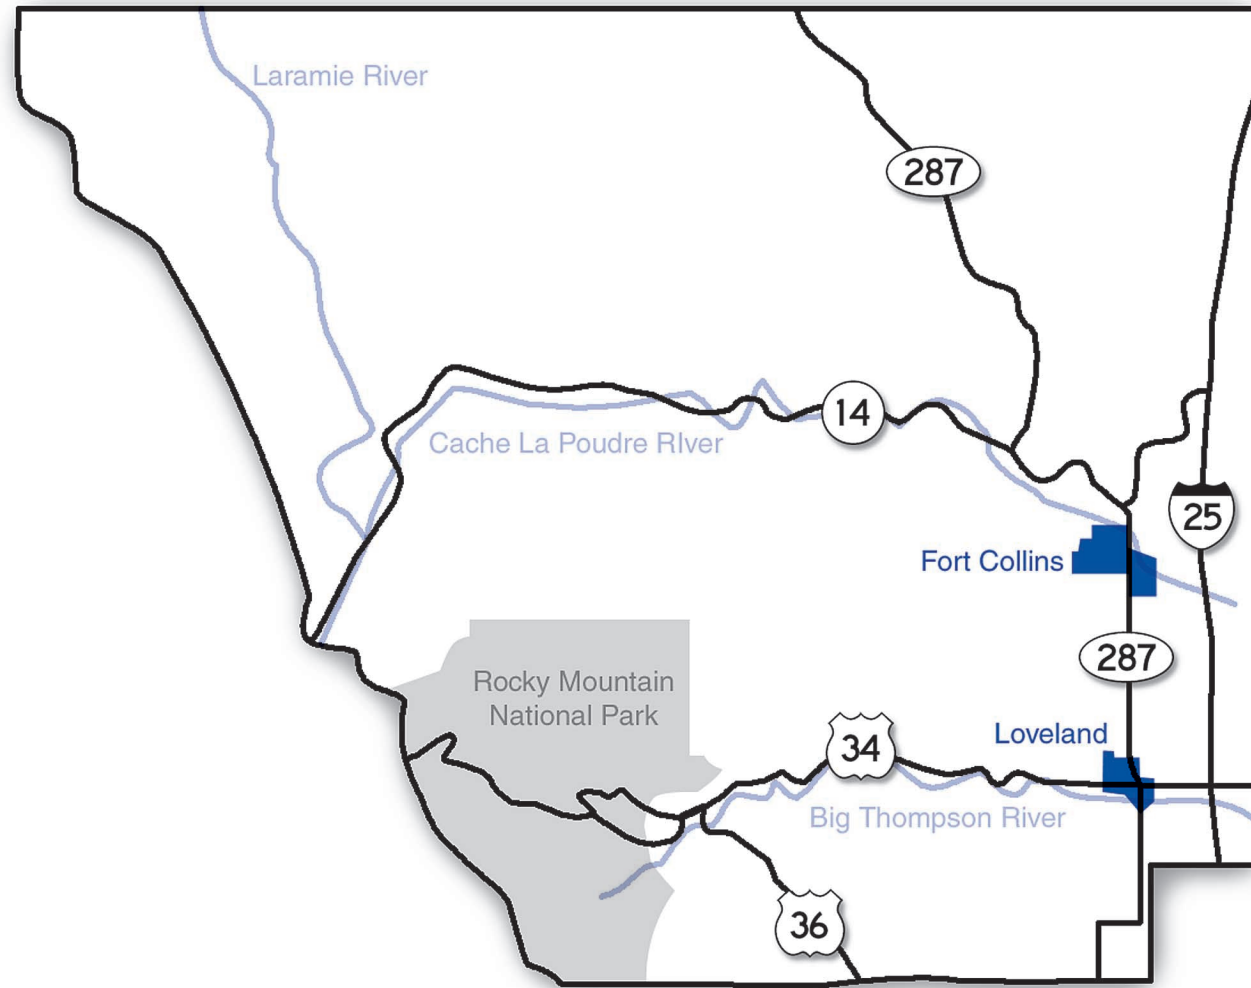 Laramie River
287
14
Cache La Poudre RIver
25
Fort Collins
287
Rocky Mountain
National Park
34
Loveland
Big Thompson River
36